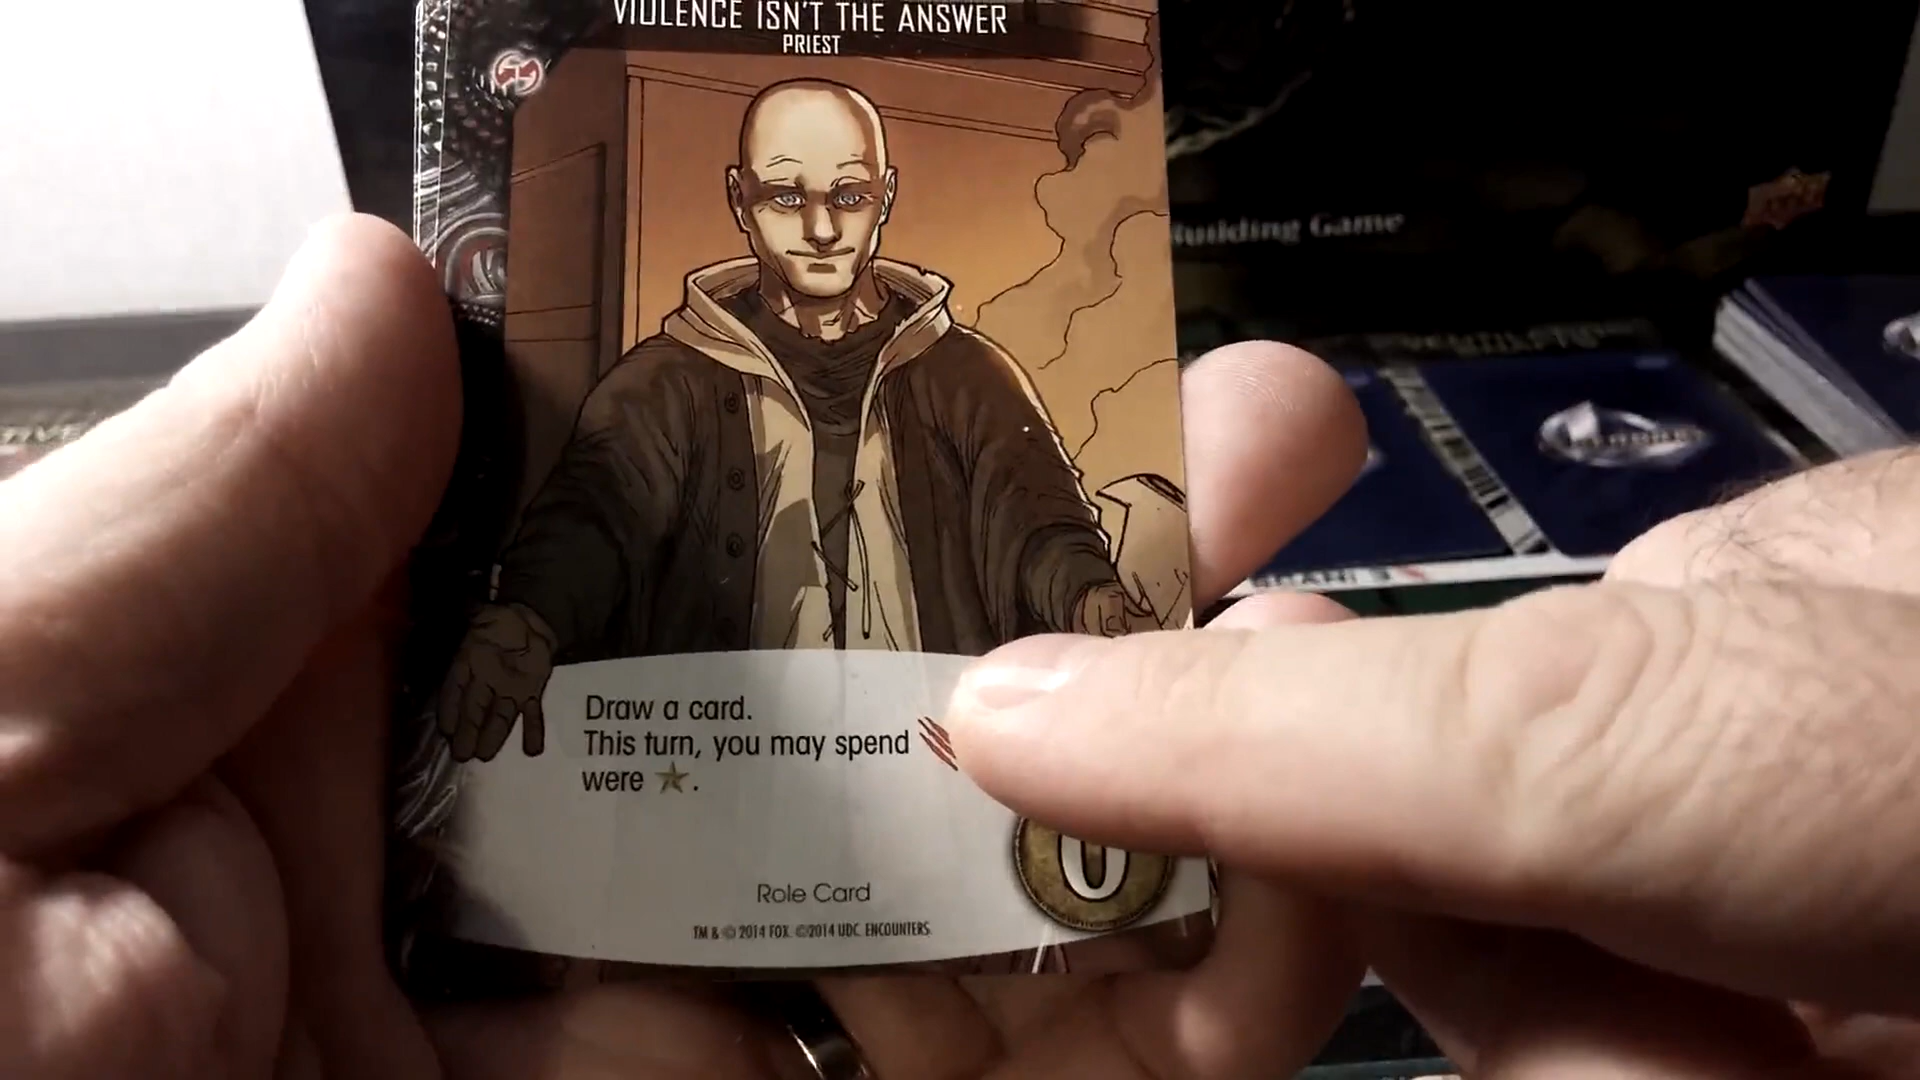 VIOLENCE ISN'T THE ANSWER
PRIEST
Building Game
Draw a card.
This turn, you may spend
were
0
Role Card
TM & © 2014 FOX. ©2014 UDC. ENCOUNTERS